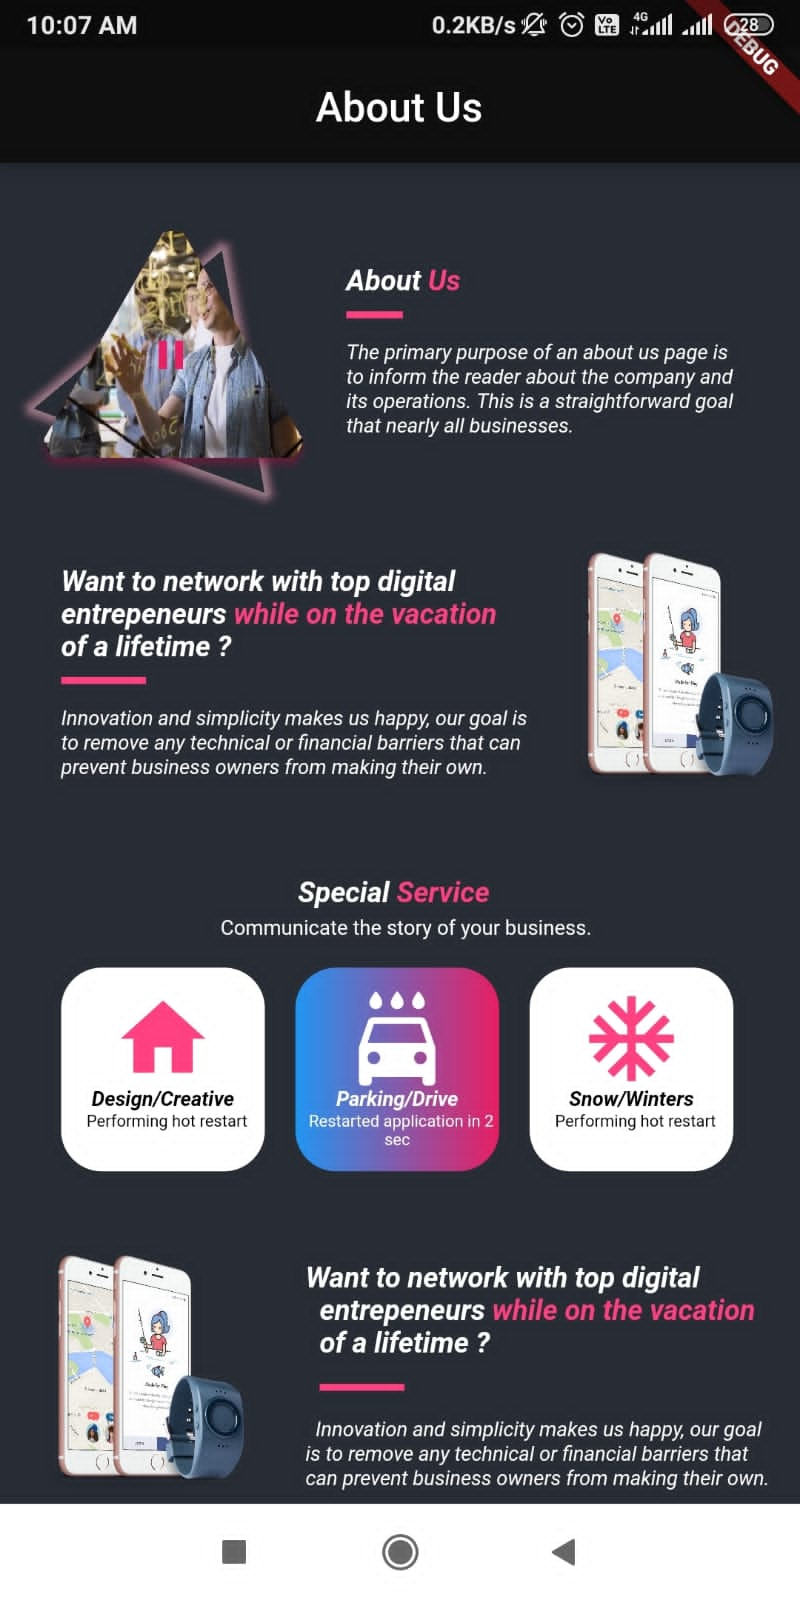 10:07 AM
0.2KB/s
Vo
LTE
4G
28
DEBUG
About Us
About Us
The primary purpose of an about us page is
to inform the reader about the company and
its operations. This is a straightforward goal
that nearly all businesses.
Want to network with top digital
entrepeneurs while on the vacation
of a lifetime ?
Innovation and simplicity makes us happy, our goal is
to remove any technical or financial barriers that can
prevent business owners from making their own.
Special Service
Communicate the story of your business.
Design/Creative
Performing hot restart
Parking/Drive
Restarted application in 2
sec
Snow/Winters
Performing hot restart
Want to network with top digital
entrepeneurs while on the vacation
of a lifetime ?
Innovation and simplicity makes us happy, our goal
is to remove any technical or financial barriers that
can prevent business owners from making their own.